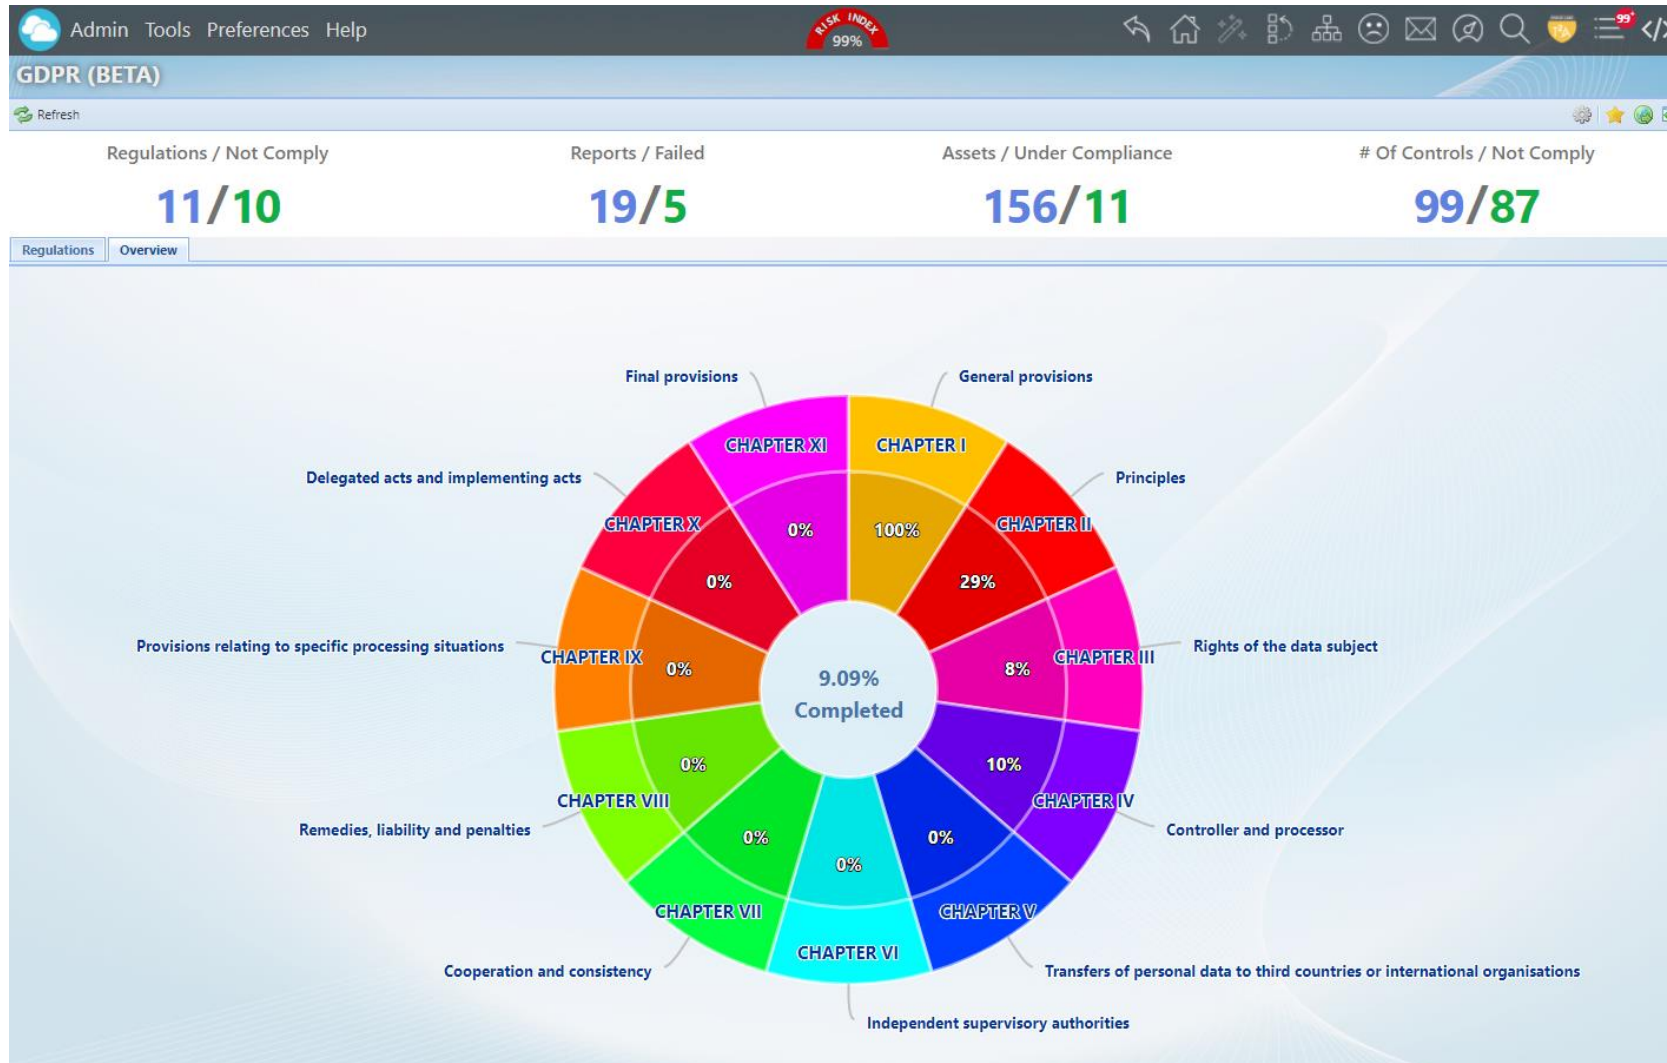 Admin Tools Preferences Help
RISK INDEX
99%
99+
GDPR (BETA)
Refresh
Regulations / Not Comply
Reports / Failed
Assets / Under Compliance
# Of Controls / Not Comply
11/10
19/5
156/11
99/87
Regulations
Overview
Final provisions
General provisions
CHAPTER XI
CHAPTER I
Delegated acts and implementing acts
Principles
CHAPTER X
0%
100%
CHAPTER II
0%
29%
Provisions relating to specific processing situations
CHAPTER IX
0%
8%
CHAPTER III
Rights of the data subject
9.09%
Completed
0%
10%
CHAPTER VIII
CHAPTER IV
Remedies, liability and penalties
Controller and processor
0%
0%
0%
CHAPTER VII
CHAPTER V
CHAPTER VI
Cooperation and consistency
Transfers of personal data to third countries or international organisations
Independent supervisory authorities